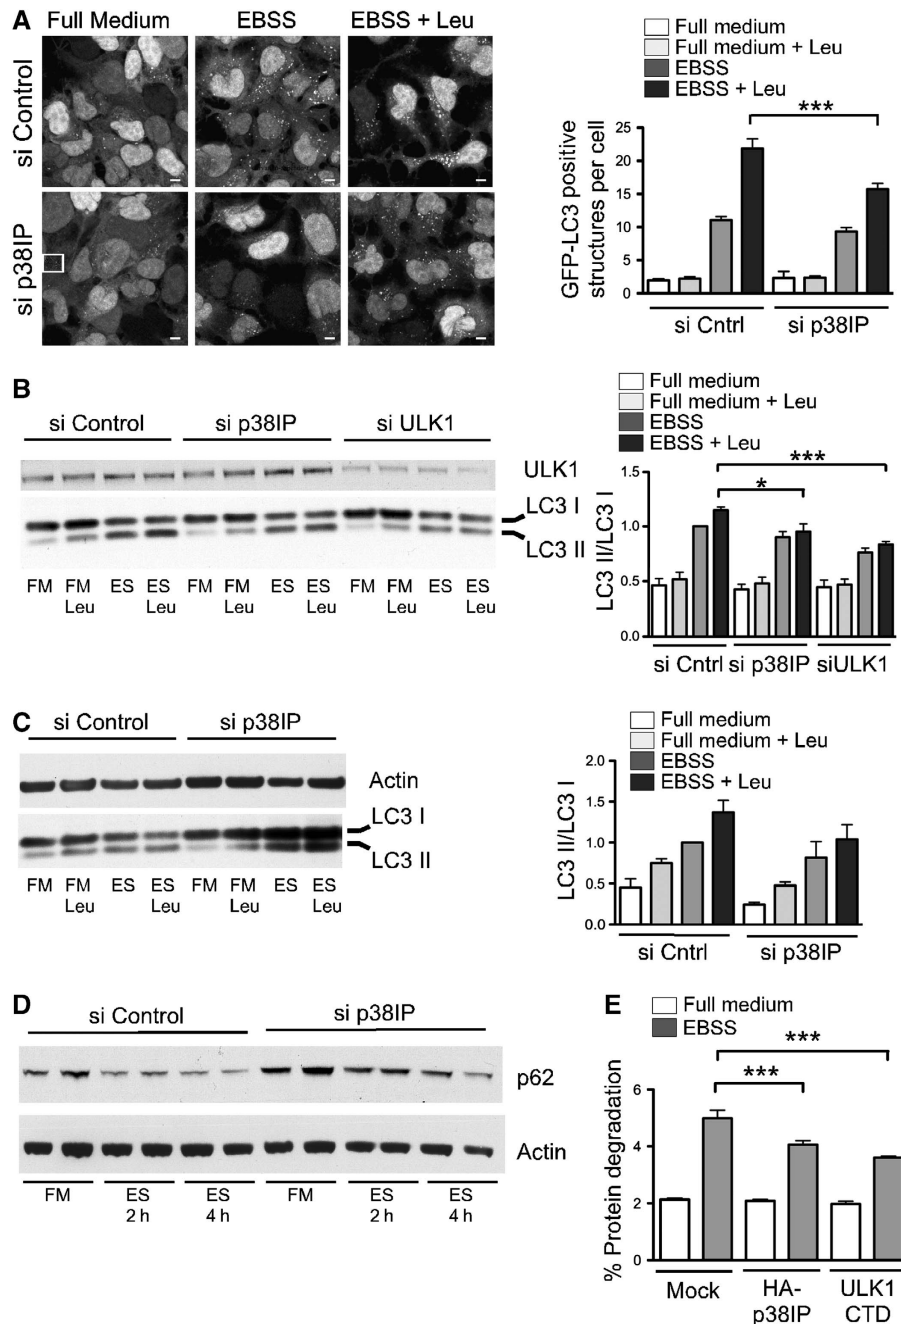 A
Full Medium
EBSS
EBSS + Leu
si Control
si p38IP
Full medium
Full medium + Leu
EBSS
EBSS + Leu
***
GFP-LC3 positive
structures per cell
25
20
15
10
5
0
si Cntrl
si p38IP
B
si Control
si p38IP
si ULK1
ULK1
LC3 I
LC3 II
FM
FM
Leu
ES
ES
Leu
FM
FM
Leu
ES
ES
Leu
FM
FM
Leu
ES
ES
Leu
Full medium
Full medium + Leu
EBSS
EBSS + Leu
***
*
LC3 II/LC3 I
1.5
1.0
0.5
0.0
si Cntrl
si p38IP
siULK1
C
si Control
si p38IP
Actin
LC3 I
LC3 II
FM
FM
Leu
ES
ES
Leu
FM
FM
Leu
ES
ES
Leu
Full medium
Full medium + Leu
EBSS
EBSS + Leu
LC3 II/LC3 I
2.0
1.5
1.0
0.5
0.0
si Cntrl
si p38IP
D
si Control
si p38IP
p62
Actin
FM
ES
2 h
ES
4 h
FM
ES
2 h
ES
4 h
E
Full medium
EBSS
***
***
% Protein degradation
6
4
2
0
Mock
HA-
p38IP
ULK1
CTD